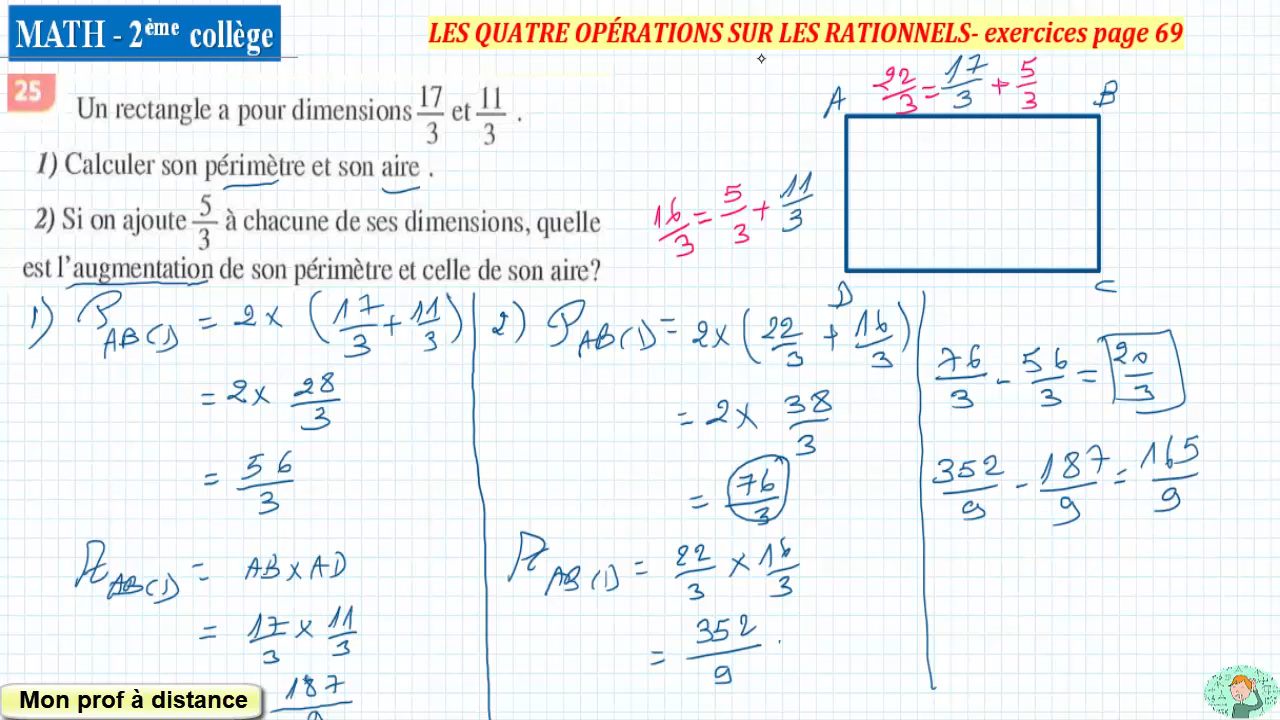 MATH - 2ème collège
LES QUATRE OPÉRATIONS SUR LES RATIONNELS- exercices page 69
25
Un rectangle a pour dimensions 17/3 et 11/3 .
1) Calculer son périmètre et son aire .
2) Si on ajoute 5/3 à chacune de ses dimensions, quelle
est l'augmentation de son périmètre et celle de son aire?
A 22/3 = 17/3 + 5/3 B
16/3 = 5/3 + 11/3
D C
1) P ABCD = 2 × (17/3 + 11/3)
= 2 × 28/3
= 56/3
A ABCD = AB × AD
= 17/3 × 11/3
187/9
2) P ABCD = 2 × (22/3 + 16/3)
= 2 × 38/3
= 76/3
A ABCD = 22/3 × 16/3
= 352/9 .
76/3 - 56/3 = 20/3
352/9 - 187/9 = 165/9
Mon prof à distance